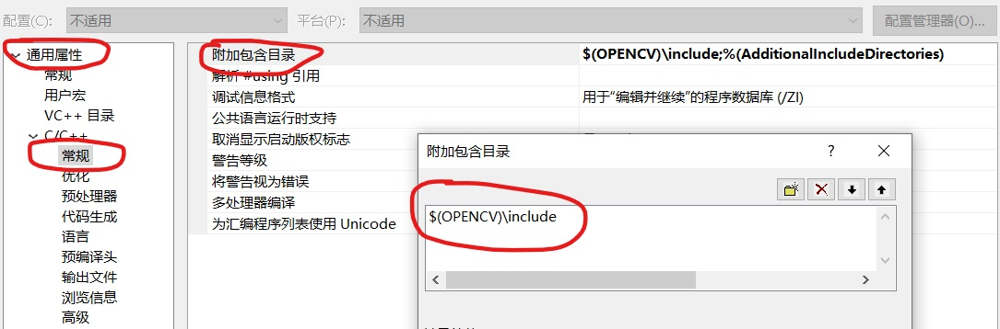 配置(C):
不适用
平台(P):
不适用
配置管理器(O)...
通用属性
常规
用户宏
VC++ 目录
C/C++
常规
优化
预处理器
代码生成
语言
预编译头
输出文件
浏览信息
高级
附加包含目录
$(OPENCV)\include;%(AdditionalIncludeDirectories)
解析 #using 引用
调试信息格式
用于“编辑并继续”的程序数据库 (/ZI)
公共语言运行时支持
取消显示启动版权标志
警告等级
将警告视为错误
多处理器编译
为汇编程序列表使用 Unicode
附加包含目录
?
$(OPENCV)\include